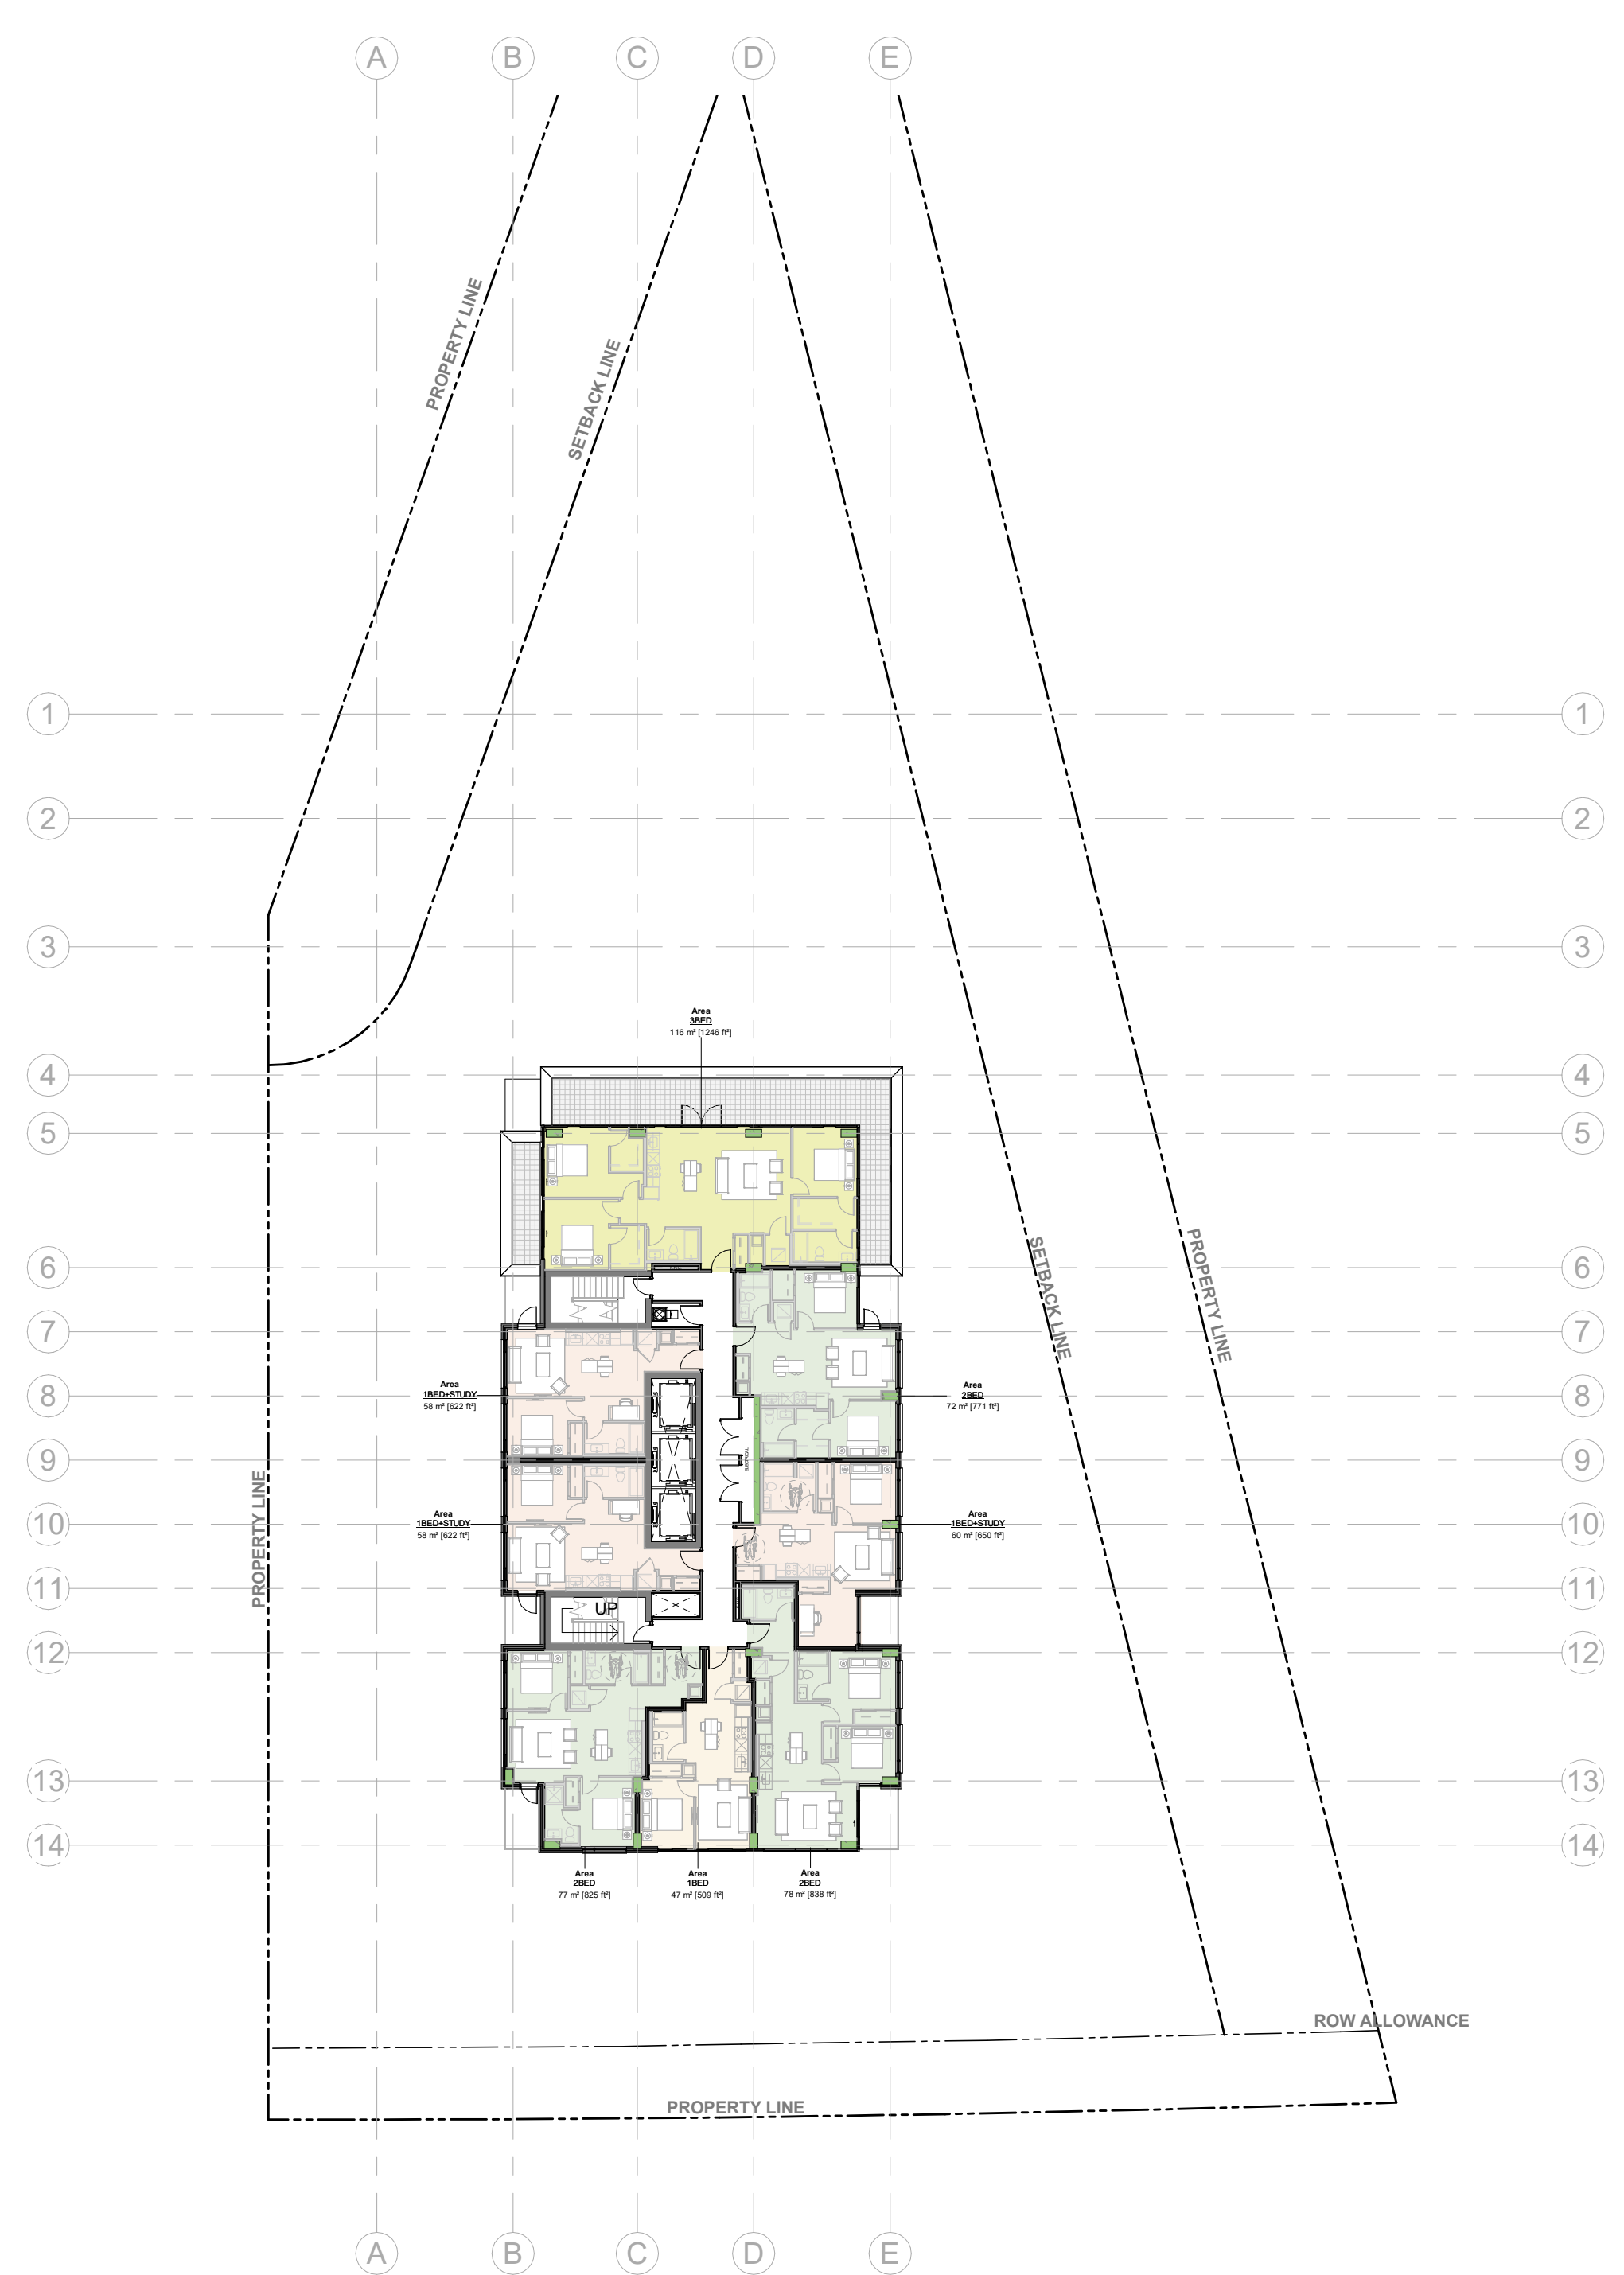 A B C D E
PROPERTY LINE
SETBACK LINE
1 1
2 2
3 3
Area
3BED
116 m² [1246 ft²]
4 4
5 5
SETBACK LINE
PROPERTY LINE
6 6
7 7
Area
1BED+STUDY
58 m² [622 ft²]
Area
2BED
72 m² [771 ft²]
8 8
ELECTRICAL
9 9
PROPERTY LINE
Area
1BED+STUDY
58 m² [622 ft²]
Area
1BED+STUDY
60 m² [650 ft²]
10 10
11 11
UP
12 12
13 13
14 14
Area
2BED
77 m² [825 ft²]
Area
1BED
47 m² [509 ft²]
Area
2BED
78 m² [838 ft²]
ROW ALLOWANCE
PROPERTY LINE
A B C D E